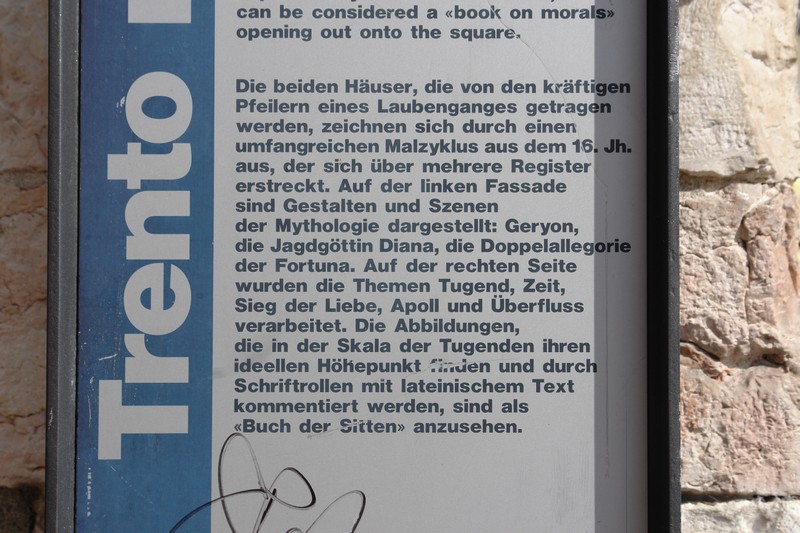 can be considered a «book on morals»
opening out onto the square.
Die beiden Häuser, die von den kräftigen
Pfeilern eines Laubenganges getragen
werden, zeichnen sich durch einen
umfangreichen Malzyklus aus dem 16. Jh.
aus, der sich über mehrere Register
erstreckt. Auf der linken Fassade
sind Gestalten und Szenen
der Mythologie dargestellt: Geryon,
die Jagdgöttin Diana, die Doppelallegorie
der Fortuna. Auf der rechten Seite
wurden die Themen Tugend, Zeit,
Sieg der Liebe, Apoll und Überfluss
verarbeitet. Die Abbildungen,
die in der Skala der Tugenden ihren
ideellen Höhepunkt finden und durch
Schriftrollen mit lateinischem Text
kommentiert werden, sind als
«Buch der Sitten» anzusehen.
Trento